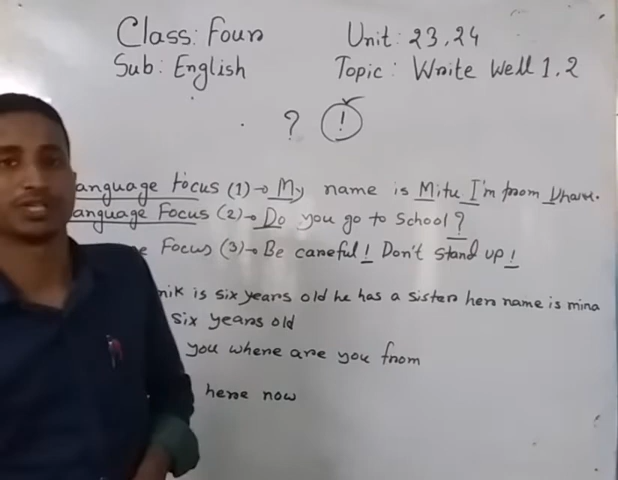 Class: Four
Unit: 23,24
Sub: English
Topic: Write Well 1,2
? !
anguage Focus (1)→ My name is Mitu I'm from
anguage Focus (2)→ Do you go to School?
Focus (3)→ Be careful! Don't stand up!
nik is six years old he has a sister her name is mina
six years old
you where are you from
here now